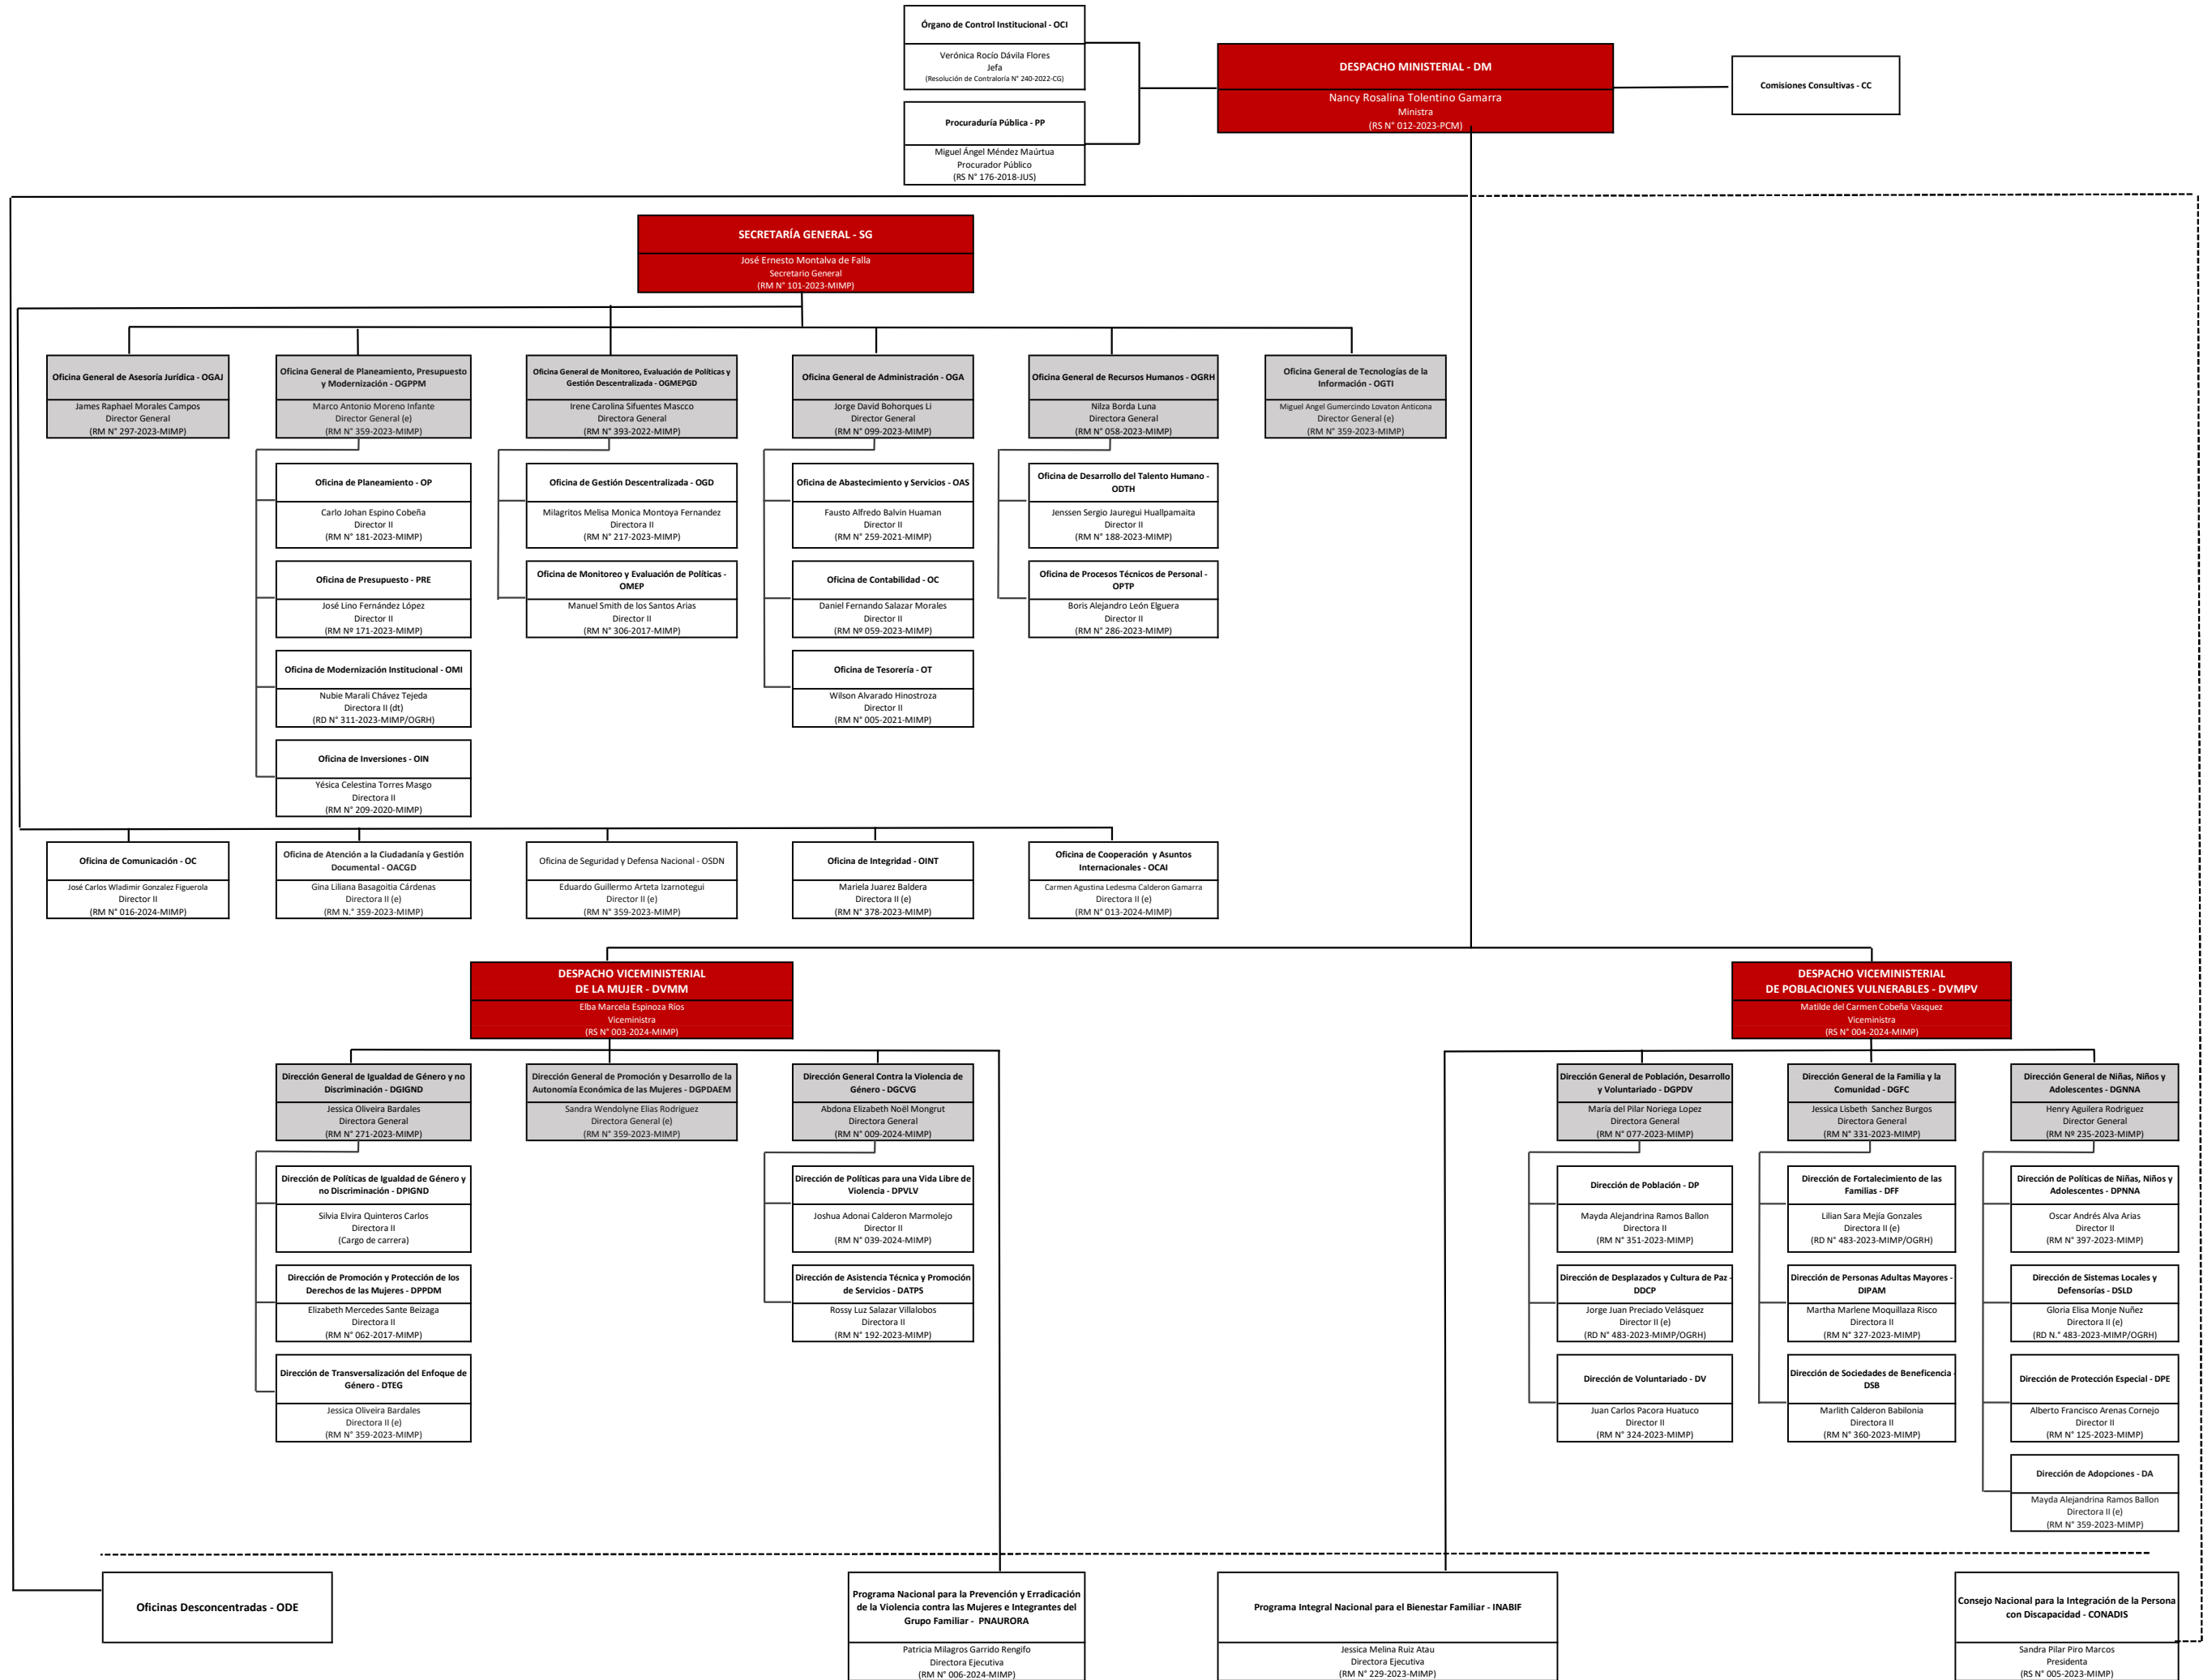 Órgano de Control Institucional - OCI
Verónica Rocío Dávila Flores
Jefa
(Resolución de Contraloría N° 240-2022-CG)
DESPACHO MINISTERIAL - DM
Nancy Rosalina Tolentino Gamarra
Ministra
(RS N° 012-2023-PCM)
Comisiones Consultivas - CC
Procuraduría Pública - PP
Miguel Ángel Méndez Maúrtua
Procurador Público
(RS N° 176-2018-JUS)
SECRETARÍA GENERAL - SG
José Ernesto Montalva de Falla
Secretario General
(RM N° 101-2023-MIMP)
Oficina General de Asesoría Jurídica - OGAJ
James Raphael Morales Campos
Director General
(RM N° 297-2023-MIMP)
Oficina General de Planeamiento, Presupuesto
y Modernización - OGPPM
Marco Antonio Moreno Infante
Director General (e)
(RM N° 359-2023-MIMP)
Oficina General de Monitoreo, Evaluación de Políticas y
Gestión Descentralizada - OGMEPGD
Irene Carolina Sifuentes Mascco
Directora General
(RM N° 393-2022-MIMP)
Oficina General de Administración - OGA
Jorge David Bohorques Li
Director General
(RM N° 099-2023-MIMP)
Oficina General de Recursos Humanos - OGRH
Nilza Borda Luna
Directora General
(RM N° 058-2023-MIMP)
Oficina General de Tecnologías de la
Información - OGTI
Miguel Angel Gumercindo Lovaton Anticona
Director General (e)
(RM N° 359-2023-MIMP)
Oficina de Planeamiento - OP
Carlo Johan Espino Cobeña
Director II
(RM N° 181-2023-MIMP)
Oficina de Gestión Descentralizada - OGD
Milagritos Melisa Monica Montoya Fernandez
Directora II
(RM N° 217-2023-MIMP)
Oficina de Abastecimiento y Servicios - OAS
Fausto Alfredo Balvin Huaman
Director II
(RM N° 259-2021-MIMP)
Oficina de Desarrollo del Talento Humano -
ODTH
Jenssen Sergio Jauregui Huallpamaita
Director II
(RM N° 188-2023-MIMP)
Oficina de Presupuesto - PRE
José Lino Fernández López
Director II
(RM Nº 171-2023-MIMP)
Oficina de Monitoreo y Evaluación de Políticas -
OMEP
Manuel Smith de los Santos Arias
Director II
(RM N° 306-2017-MIMP)
Oficina de Contabilidad - OC
Daniel Fernando Salazar Morales
Director II
(RM Nº 059-2023-MIMP)
Oficina de Procesos Técnicos de Personal -
OPTP
Boris Alejandro León Elguera
Director II
(RM N° 286-2023-MIMP)
Oficina de Modernización Institucional - OMI
Nubie Marali Chávez Tejeda
Directora II (dt)
(RD N° 311-2023-MIMP/OGRH)
Oficina de Tesorería - OT
Wilson Alvarado Hinostroza
Director II
(RM N° 005-2021-MIMP)
Oficina de Inversiones - OIN
Yésica Celestina Torres Masgo
Directora II
(RM N° 209-2020-MIMP)
Oficina de Comunicación - OC
José Carlos Wladimir Gonzalez Figuerola
Director II
(RM N° 016-2024-MIMP)
Oficina de Atención a la Ciudadanía y Gestión
Documental - OACGD
Gina Liliana Basagoitia Cárdenas
Directora II (e)
(RM N.° 359-2023-MIMP)
Oficina de Seguridad y Defensa Nacional - OSDN
Eduardo Guillermo Arteta Izarnotegui
Director II (e)
(RM N° 359-2023-MIMP)
Oficina de Integridad - OINT
Mariela Juarez Baldera
Directora II (e)
(RM N° 378-2023-MIMP)
Oficina de Cooperación y Asuntos
Internacionales - OCAI
Carmen Agustina Ledesma Calderon Gamarra
Directora II (e)
(RM N° 013-2024-MIMP)
DESPACHO VICEMINISTERIAL
DE LA MUJER - DVMM
Elba Marcela Espinoza Ríos
Viceministra
(RS N° 003-2024-MIMP)
DESPACHO VICEMINISTERIAL
DE POBLACIONES VULNERABLES - DVMPV
Matilde del Carmen Cobeña Vasquez
Viceministra
(RS N° 004-2024-MIMP)
Dirección General de Igualdad de Género y no
Discriminación - DGIGND
Jessica Oliveira Bardales
Directora General
(RM N° 271-2023-MIMP)
Dirección General de Promoción y Desarrollo de la
Autonomía Económica de las Mujeres - DGPDAEM
Sandra Wendolyne Elias Rodriguez
Directora General (e)
(RM N° 359-2023-MIMP)
Dirección General Contra la Violencia de
Género - DGCVG
Abdona Elizabeth Noël Mongrut
Directora General
(RM N° 009-2024-MIMP)
Dirección General de Población, Desarrollo
y Voluntariado - DGPDV
María del Pilar Noriega Lopez
Directora General
(RM N° 077-2023-MIMP)
Dirección General de la Familia y la
Comunidad - DGFC
Jessica Lisbeth Sanchez Burgos
Directora General
(RM N° 331-2023-MIMP)
Dirección General de Niñas, Niños y
Adolescentes - DGNNA
Henry Aguilera Rodriguez
Director General
(RM Nº 235-2023-MIMP)
Dirección de Políticas de Igualdad de Género y
no Discriminación - DPIGND
Silvia Elvira Quinteros Carlos
Directora II
(Cargo de carrera)
Dirección de Políticas para una Vida Libre de
Violencia - DPVLV
Joshua Adonai Calderon Marmolejo
Director II
(RM N° 039-2024-MIMP)
Dirección de Población - DP
Mayda Alejandrina Ramos Ballon
Directora II
(RM N° 351-2023-MIMP)
Dirección de Fortalecimiento de las
Familias - DFF
Lilian Sara Mejía Gonzales
Directora II (e)
(RD N° 483-2023-MIMP/OGRH)
Dirección de Políticas de Niñas, Niños y
Adolescentes - DPNNA
Oscar Andrés Alva Arias
Director II
(RM N° 397-2023-MIMP)
Dirección de Promoción y Protección de los
Derechos de las Mujeres - DPPDM
Elizabeth Mercedes Sante Beizaga
Directora II
(RM N° 062-2017-MIMP)
Dirección de Asistencia Técnica y Promoción
de Servicios - DATPS
Rossy Luz Salazar Villalobos
Directora II
(RM N° 192-2023-MIMP)
Dirección de Desplazados y Cultura de Paz -
DDCP
Jorge Juan Preciado Velásquez
Director II (e)
(RD N° 483-2023-MIMP/OGRH)
Dirección de Personas Adultas Mayores -
DIPAM
Martha Marlene Moquillaza Risco
Directora II
(RM N° 327-2023-MIMP)
Dirección de Sistemas Locales y
Defensorías - DSLD
Gloria Elisa Monje Nuñez
Directora II (e)
(RD N.° 483-2023-MIMP/OGRH)
Dirección de Transversalización del Enfoque de
Género - DTEG
Jessica Oliveira Bardales
Directora II (e)
(RM N° 359-2023-MIMP)
Dirección de Voluntariado - DV
Juan Carlos Pacora Huatuco
Director II
(RM N° 324-2023-MIMP)
Dirección de Sociedades de Beneficencia -
DSB
Marlith Calderon Babilonia
Directora II
(RM N° 360-2023-MIMP)
Dirección de Protección Especial - DPE
Alberto Francisco Arenas Cornejo
Director II
(RM N° 125-2023-MIMP)
Dirección de Adopciones - DA
Mayda Alejandrina Ramos Ballon
Directora II (e)
(RM N° 359-2023-MIMP)
Oficinas Desconcentradas - ODE
Programa Nacional para la Prevención y Erradicación
de la Violencia contra las Mujeres e Integrantes del
Grupo Familiar - PNAURORA
Patricia Milagros Garrido Rengifo
Directora Ejecutiva
(RM N° 006-2024-MIMP)
Programa Integral Nacional para el Bienestar Familiar - INABIF
Jessica Melina Ruiz Atau
Directora Ejecutiva
(RM N° 229-2023-MIMP)
Consejo Nacional para la Integración de la Persona
con Discapacidad - CONADIS
Sandra Pilar Piro Marcos
Presidenta
(RS N° 005-2023-MIMP)